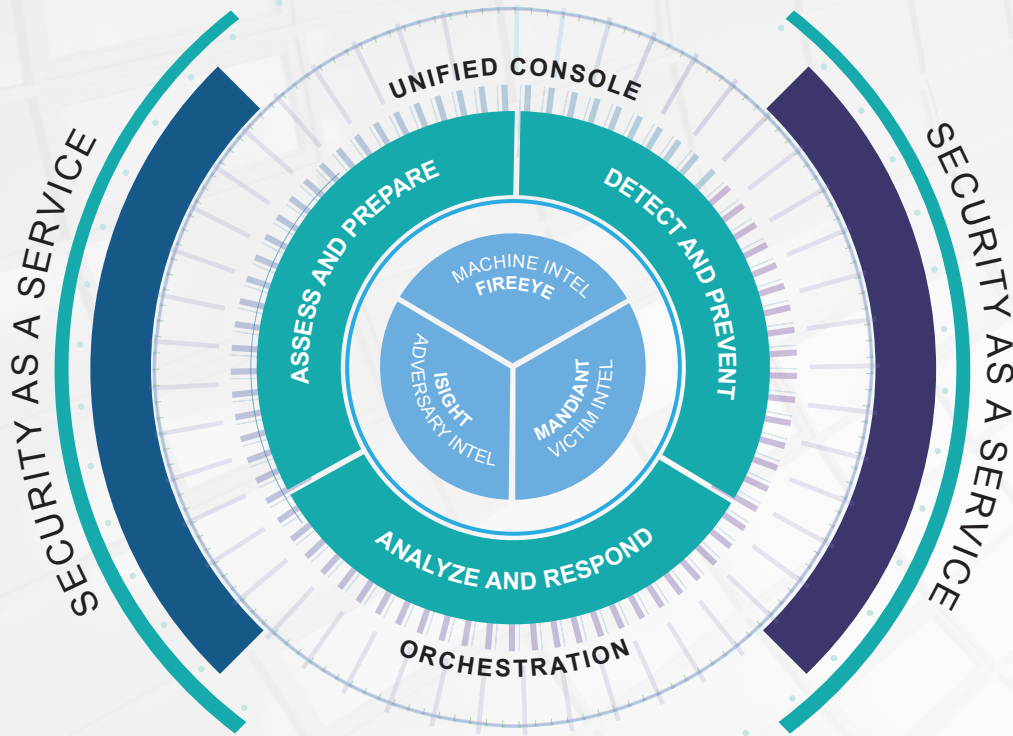 UNIFIED CONSOLE
SECURITY AS A SERVICE
SECURITY AS A SERVICE
ASSESS AND PREPARE
DETECT AND PREVENT
MACHINE INTEL
FIREEYE
ISIGHT
ADVERSARY INTEL
MANDIANT
VICTIM INTEL
ANALYZE AND RESPOND
ORCHESTRATION